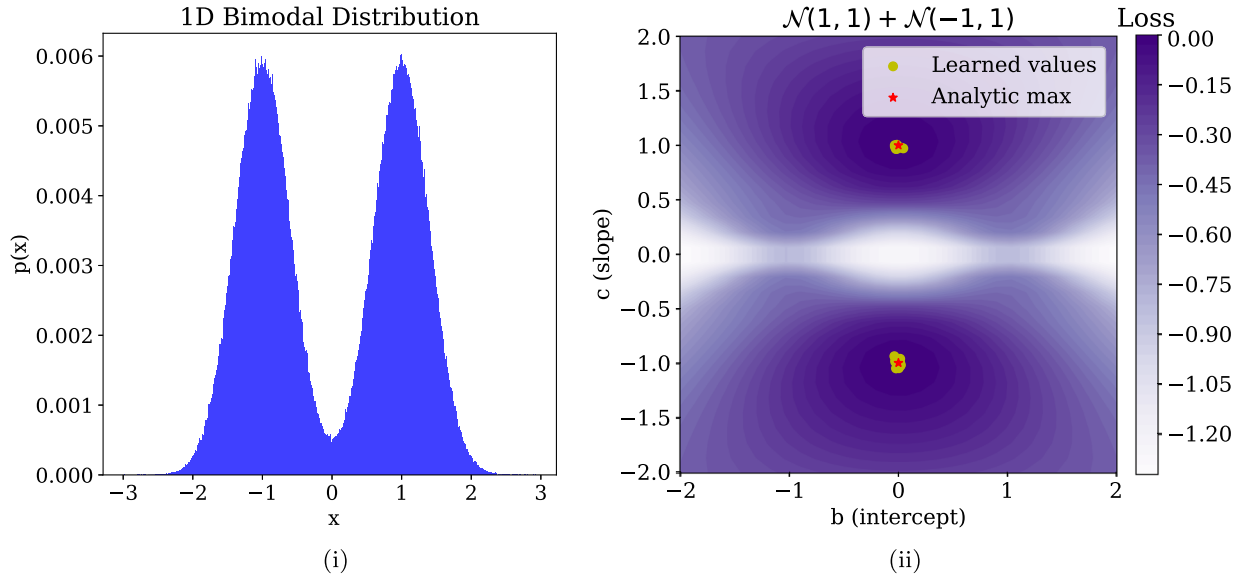 1D Bimodal Distribution
p(x)
0.006
0.005
0.004
0.003
0.002
0.001
0.000
−3 −2 −1 0 1 2 3
x
(i)
𝒩(1, 1) + 𝒩(−1, 1)
Learned values
Analytic max
c (slope)
2.0
1.5
1.0
0.5
0.0
−0.5
−1.0
−1.5
−2.0
−2 −1 0 1 2
b (intercept)
Loss
0.00
−0.15
−0.30
−0.45
−0.60
−0.75
−0.90
−1.05
−1.20
(ii)